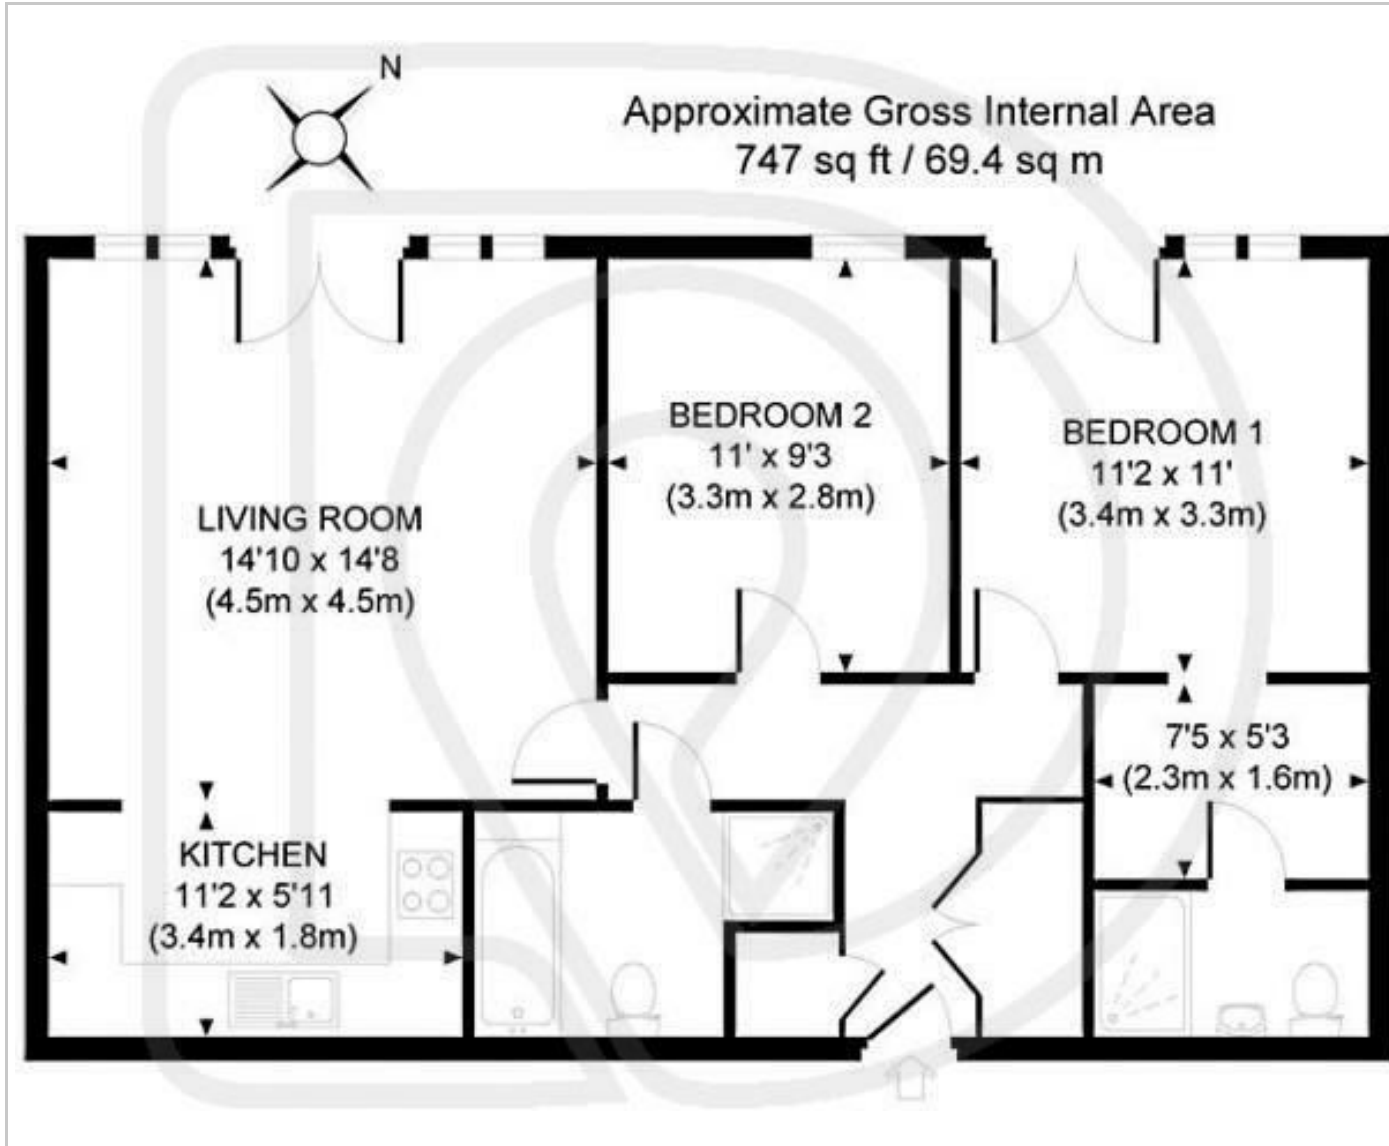 N
Approximate Gross Internal Area
747 sq ft / 69.4 sq m
BEDROOM 2
11' x 9'3
(3.3m x 2.8m)
BEDROOM 1
11'2 x 11'
(3.4m x 3.3m)
LIVING ROOM
14'10 x 14'8
(4.5m x 4.5m)
7'5 x 5'3
(2.3m x 1.6m)
KITCHEN
11'2 x 5'11
(3.4m x 1.8m)